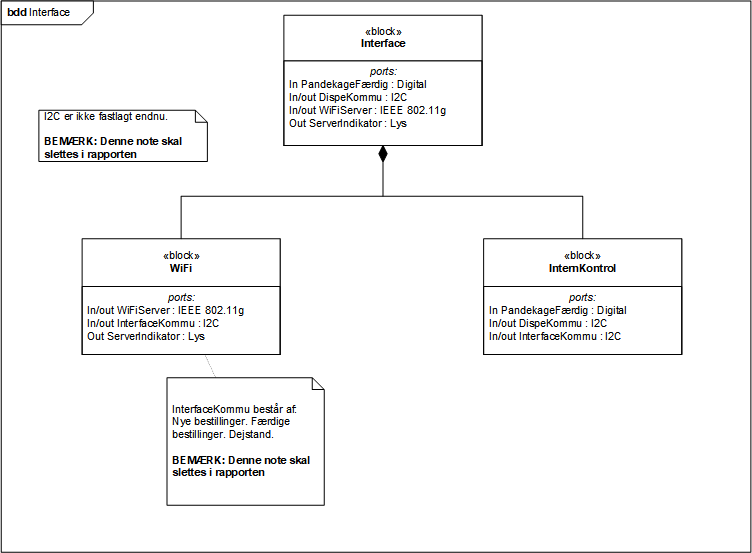 bdd Interface
«block»
Interface
ports:
In PandekageFærdig : Digital
In/out DispeKommu : I2C
In/out WiFiServer : IEEE 802.11g
Out ServerIndikator : Lys
I2C er ikke fastlagt endnu.
BEMÆRK: Denne note skal
slettes i rapporten
«block»
WiFi
ports:
In/out WiFiServer : IEEE 802.11g
In/out InterfaceKommu : I2C
Out ServerIndikator : Lys
«block»
InternKontrol
ports:
In PandekageFærdig : Digital
In/out DispeKommu : I2C
In/out InterfaceKommu : I2C
InterfaceKommu består af:
Nye bestillinger. Færdige
bestillinger. Dejstand.
BEMÆRK: Denne note skal
slettes i rapporten